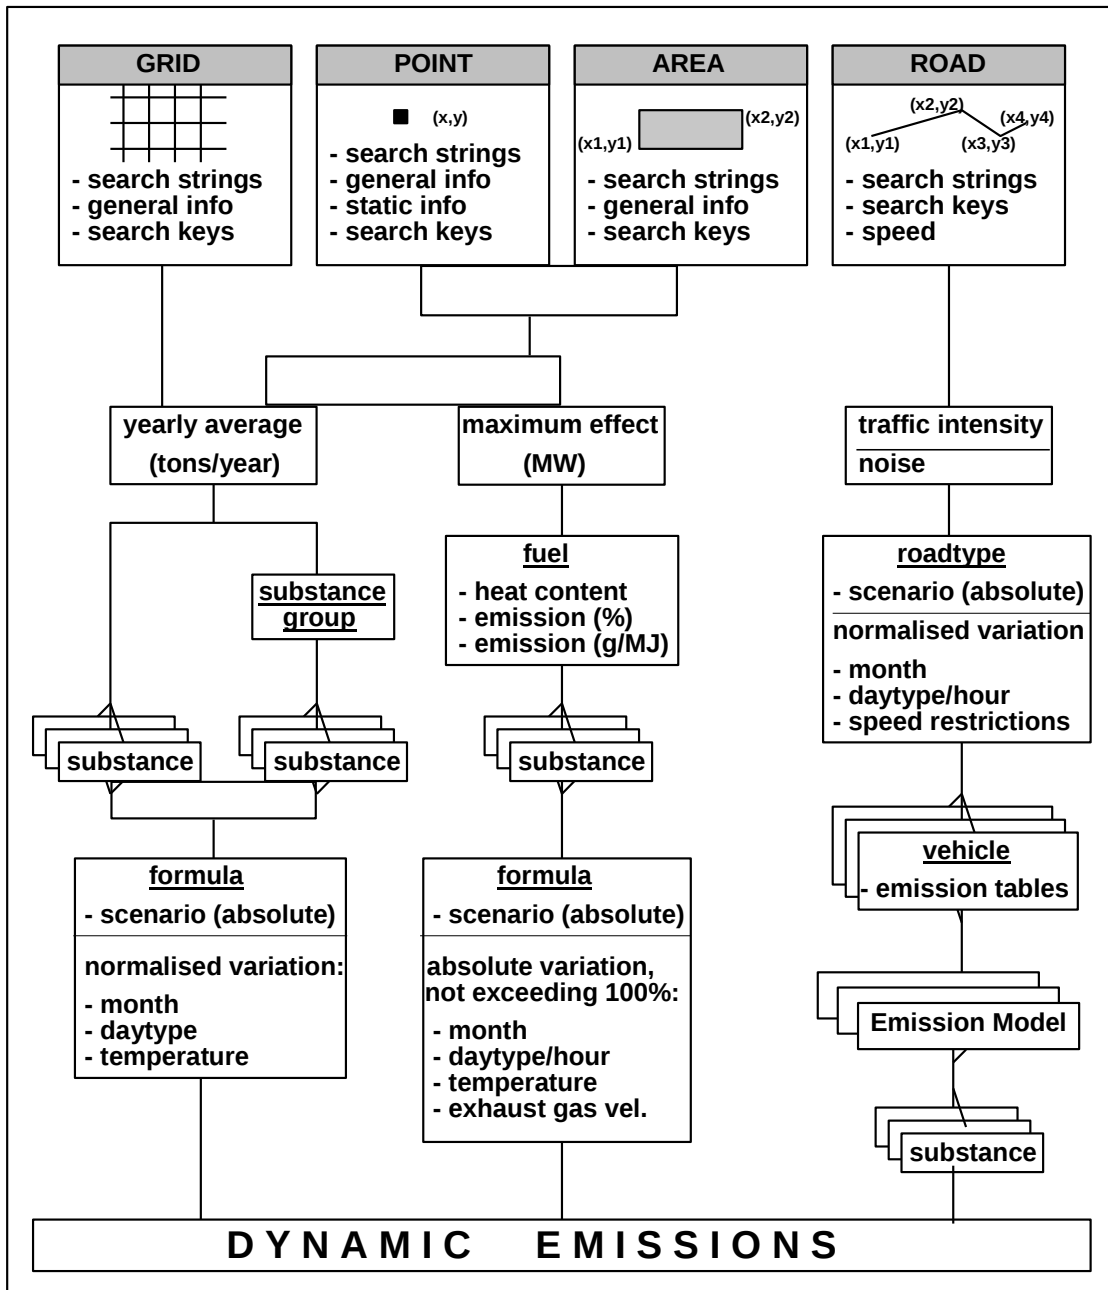 GRID
- search strings
- general info
- search keys
POINT
(x,y)
- search strings
- general info
- static info
- search keys
AREA
(x1,y1)
(x2,y2)
- search strings
- general info
- search keys
ROAD
(x1,y1)
(x2,y2)
(x3,y3)
(x4,y4)
- search strings
- search keys
- speed
yearly average
(tons/year)
maximum effect
(MW)
traffic intensity
noise
substance
group
fuel
- heat content
- emission (%)
- emission (g/MJ)
roadtype
- scenario (absolute)
normalised variation
- month
- daytype/hour
- speed restrictions
substance
substance
substance
vehicle
- emission tables
formula
- scenario (absolute)
normalised variation:
- month
- daytype
- temperature
formula
- scenario (absolute)
absolute variation,
not exceeding 100%:
- month
- daytype/hour
- temperature
- exhaust gas vel.
Emission Model
substance
DYNAMIC EMISSIONS